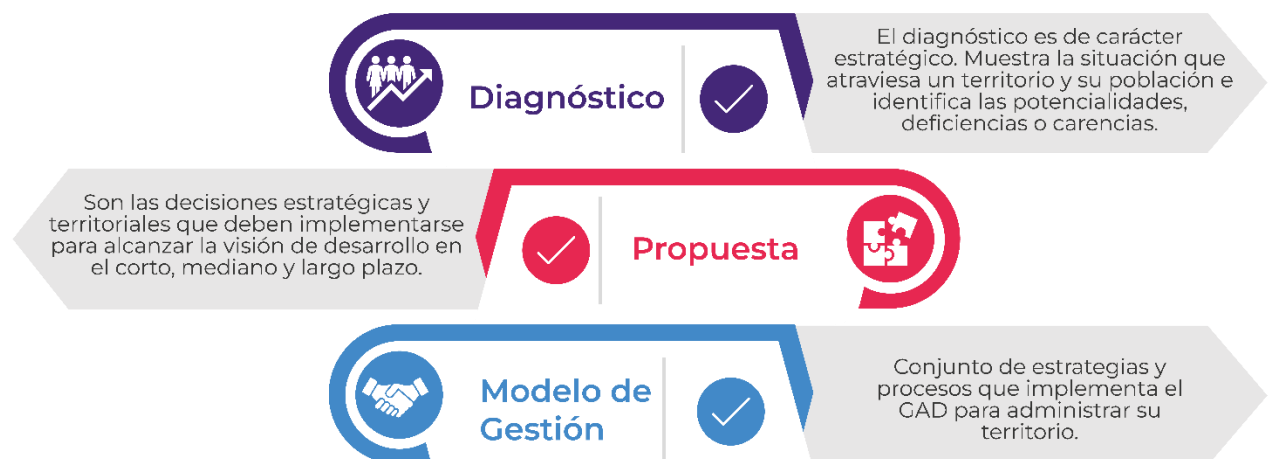 Diagnóstico
El diagnóstico es de carácter
estratégico. Muestra la situación que
atraviesa un territorio y su población e
identifica las potencialidades,
deficiencias o carencias.
Son las decisiones estratégicas y
territoriales que deben implementarse
para alcanzar la visión de desarrollo en
el corto, mediano y largo plazo.
Propuesta
Modelo de
Gestión
Conjunto de estrategias y
procesos que implementa el
GAD para administrar su
territorio.